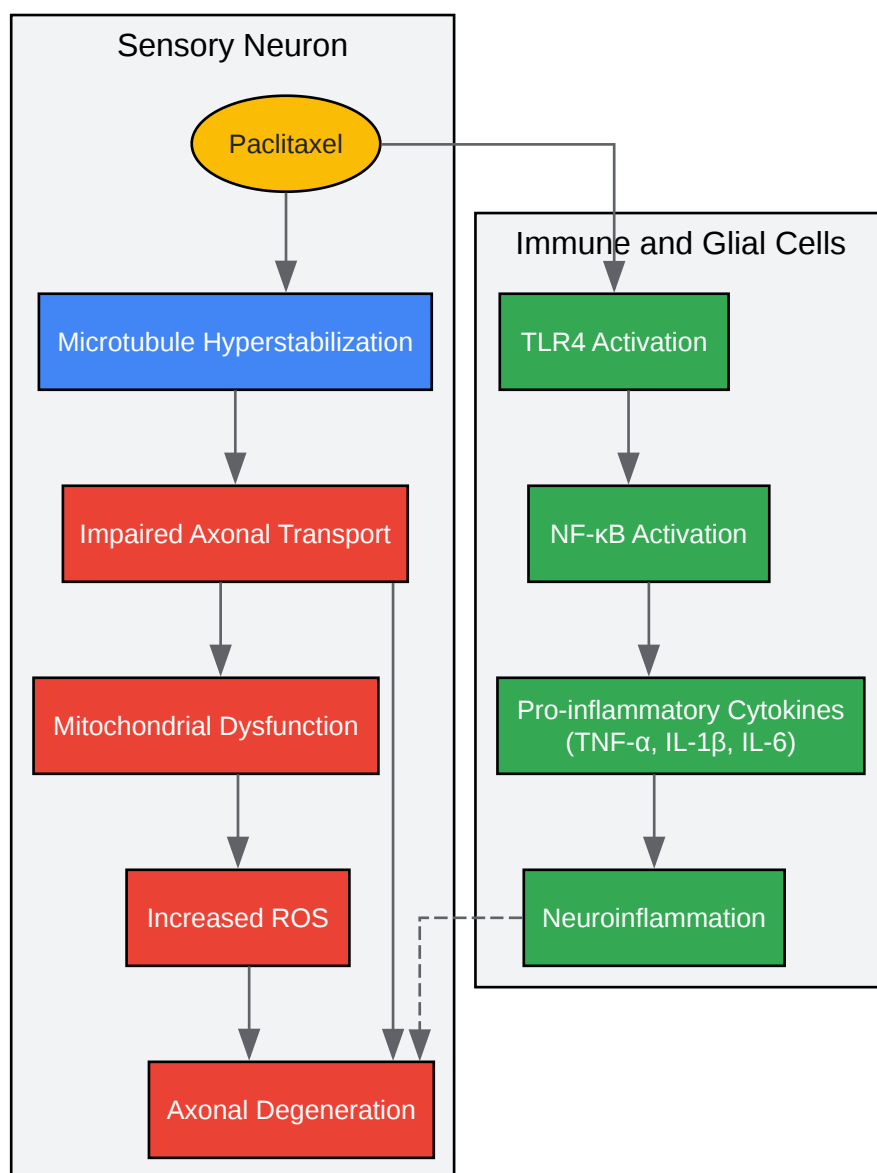 Sensory Neuron
Paclitaxel
Microtubule Hyperstabilization
Impaired Axonal Transport
Mitochondrial Dysfunction
Increased ROS
Axonal Degeneration
Immune and Glial Cells
TLR4 Activation
NF-κB Activation
Pro-inflammatory Cytokines
(TNF-α, IL-1β, IL-6)
Neuroinflammation